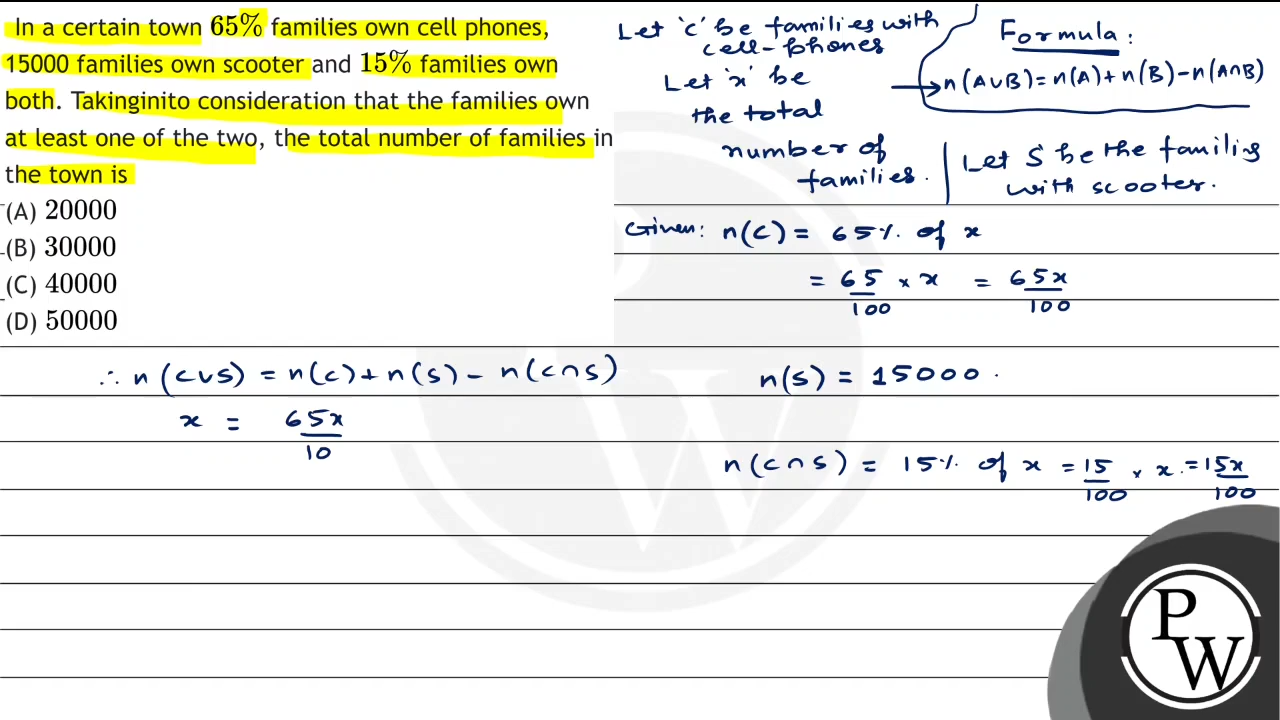 In a certain town 65% families own cell phones,
15000 families own scooter and 15% families own
both. Takinginito consideration that the families own
at least one of the two, the total number of families in
the town is
(A) 20000
(B) 30000
(C) 40000
(D) 50000
Let 'c' be families with
cell-phones
Let 'x' be
the total
number of
families.
Formula:
→ n(A∪B) = n(A) + n(B) - n(A∩B)
Let S be the families
with scooter.
Given: n(C) = 65% of x
= 65/100 × x = 65x/100
n(S) = 15000.
n(C∩S) = 15% of x = 15/100 × x. = 15x/100
∴ n(C∪S) = n(C) + n(S) - n(C∩S)
x = 65x/10
P
W